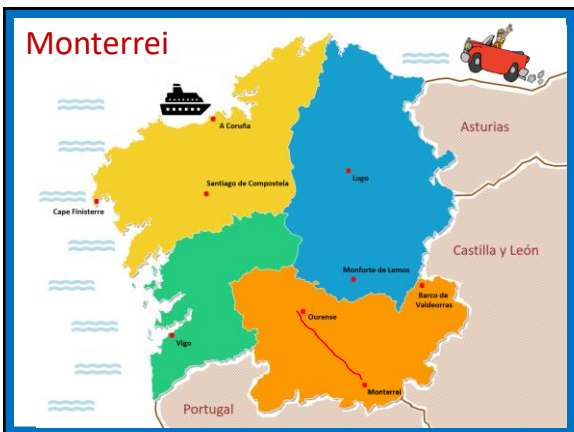 Monterrei
Asturias
A Coruña
Lugo
Santiago de Compostela
Cape Finisterre
Castilla y León
Monforte de Lemos
Barco de
Valdeorras
Ourense
Vigo
Monterrei
Portugal